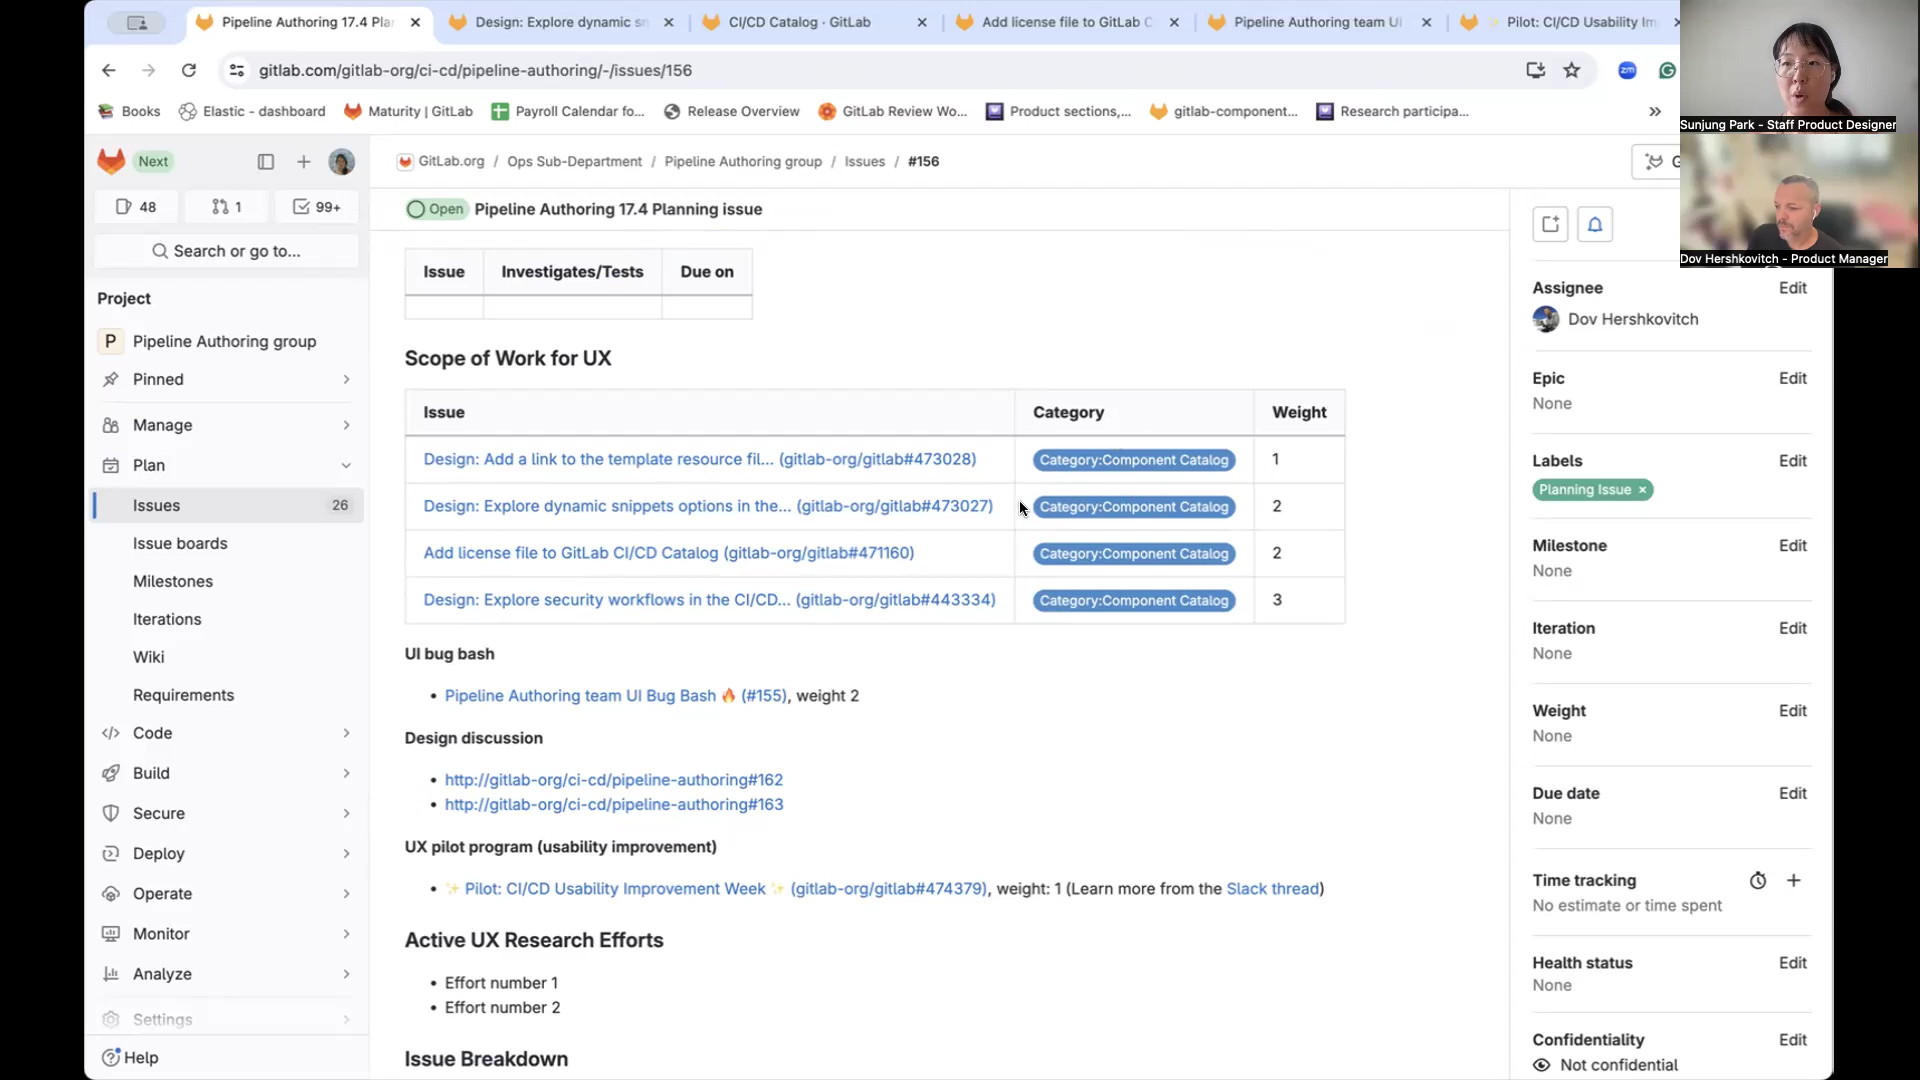 Pipeline Authoring 17.4 Pla
Design: Explore dynamic s
CI/CD Catalog · GitLab
Add license file to GitLab C
Pipeline Authoring team UI
✨ Pilot: CI/CD Usability Im
gitlab.com/gitlab-org/ci-cd/pipeline-authoring/-/issues/156
zm
Books
Elastic - dashboard
Maturity | GitLab
Payroll Calendar fo...
Release Overview
GitLab Review Wo...
Product sections,...
gitlab-component...
Research participa...
Sunjung Park - Staff Product Designer
Dov Hershkovitch - Product Manager
Next
48
1
99+
Search or go to...
Project
P Pipeline Authoring group
Pinned
Manage
Plan
Issues 26
Issue boards
Milestones
Iterations
Wiki
Requirements
Code
Build
Secure
Deploy
Operate
Monitor
Analyze
Settings
Help
GitLab.org / Ops Sub-Department / Pipeline Authoring group / Issues / #156
Open Pipeline Authoring 17.4 Planning issue
Issue Investigates/Tests Due on
Scope of Work for UX
Issue Category Weight
Design: Add a link to the template resource fil... (gitlab-org/gitlab#473028) Category:Component Catalog 1
Design: Explore dynamic snippets options in the... (gitlab-org/gitlab#473027) Category:Component Catalog 2
Add license file to GitLab CI/CD Catalog (gitlab-org/gitlab#471160) Category:Component Catalog 2
Design: Explore security workflows in the CI/CD... (gitlab-org/gitlab#443334) Category:Component Catalog 3
UI bug bash
• Pipeline Authoring team UI Bug Bash 🔥 (#155), weight 2
Design discussion
• http://gitlab-org/ci-cd/pipeline-authoring#162
• http://gitlab-org/ci-cd/pipeline-authoring#163
UX pilot program (usability improvement)
• ✨ Pilot: CI/CD Usability Improvement Week ✨ (gitlab-org/gitlab#474379), weight: 1 (Learn more from the Slack thread)
Active UX Research Efforts
• Effort number 1
• Effort number 2
Issue Breakdown
Assignee Edit
Dov Hershkovitch
Epic Edit
None
Labels Edit
Planning Issue ×
Milestone Edit
None
Iteration Edit
None
Weight Edit
None
Due date Edit
None
Time tracking
No estimate or time spent
Health status Edit
None
Confidentiality Edit
Not confidential